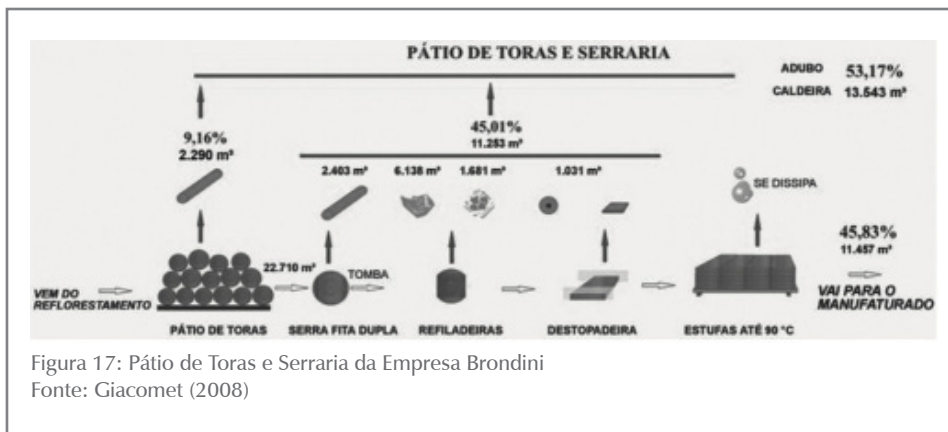 PÁTIO DE TORAS E SERRARIA
ADUBO 53,17%
CALDEIRA 13.543 m³
9,16%
2.290 m³
45,01%
11.253 m³
2.403 m³ 6.138 m³ 1.681 m³ 1.031 m³
SE DISSIPA
45,83%
11.457 m³
22.710 m³
TOMBA
VEM DO
REFLORESTAMENTO
VAI PARA O
MANUFATURADO
PÁTIO DE TORAS SERRA FITA DUPLA REFILADEIRAS DESTOPADEIRA ESTUFAS ATÉ 90 °C
Figura 17: Pátio de Toras e Serraria da Empresa Brondini
Fonte: Giacomet (2008)